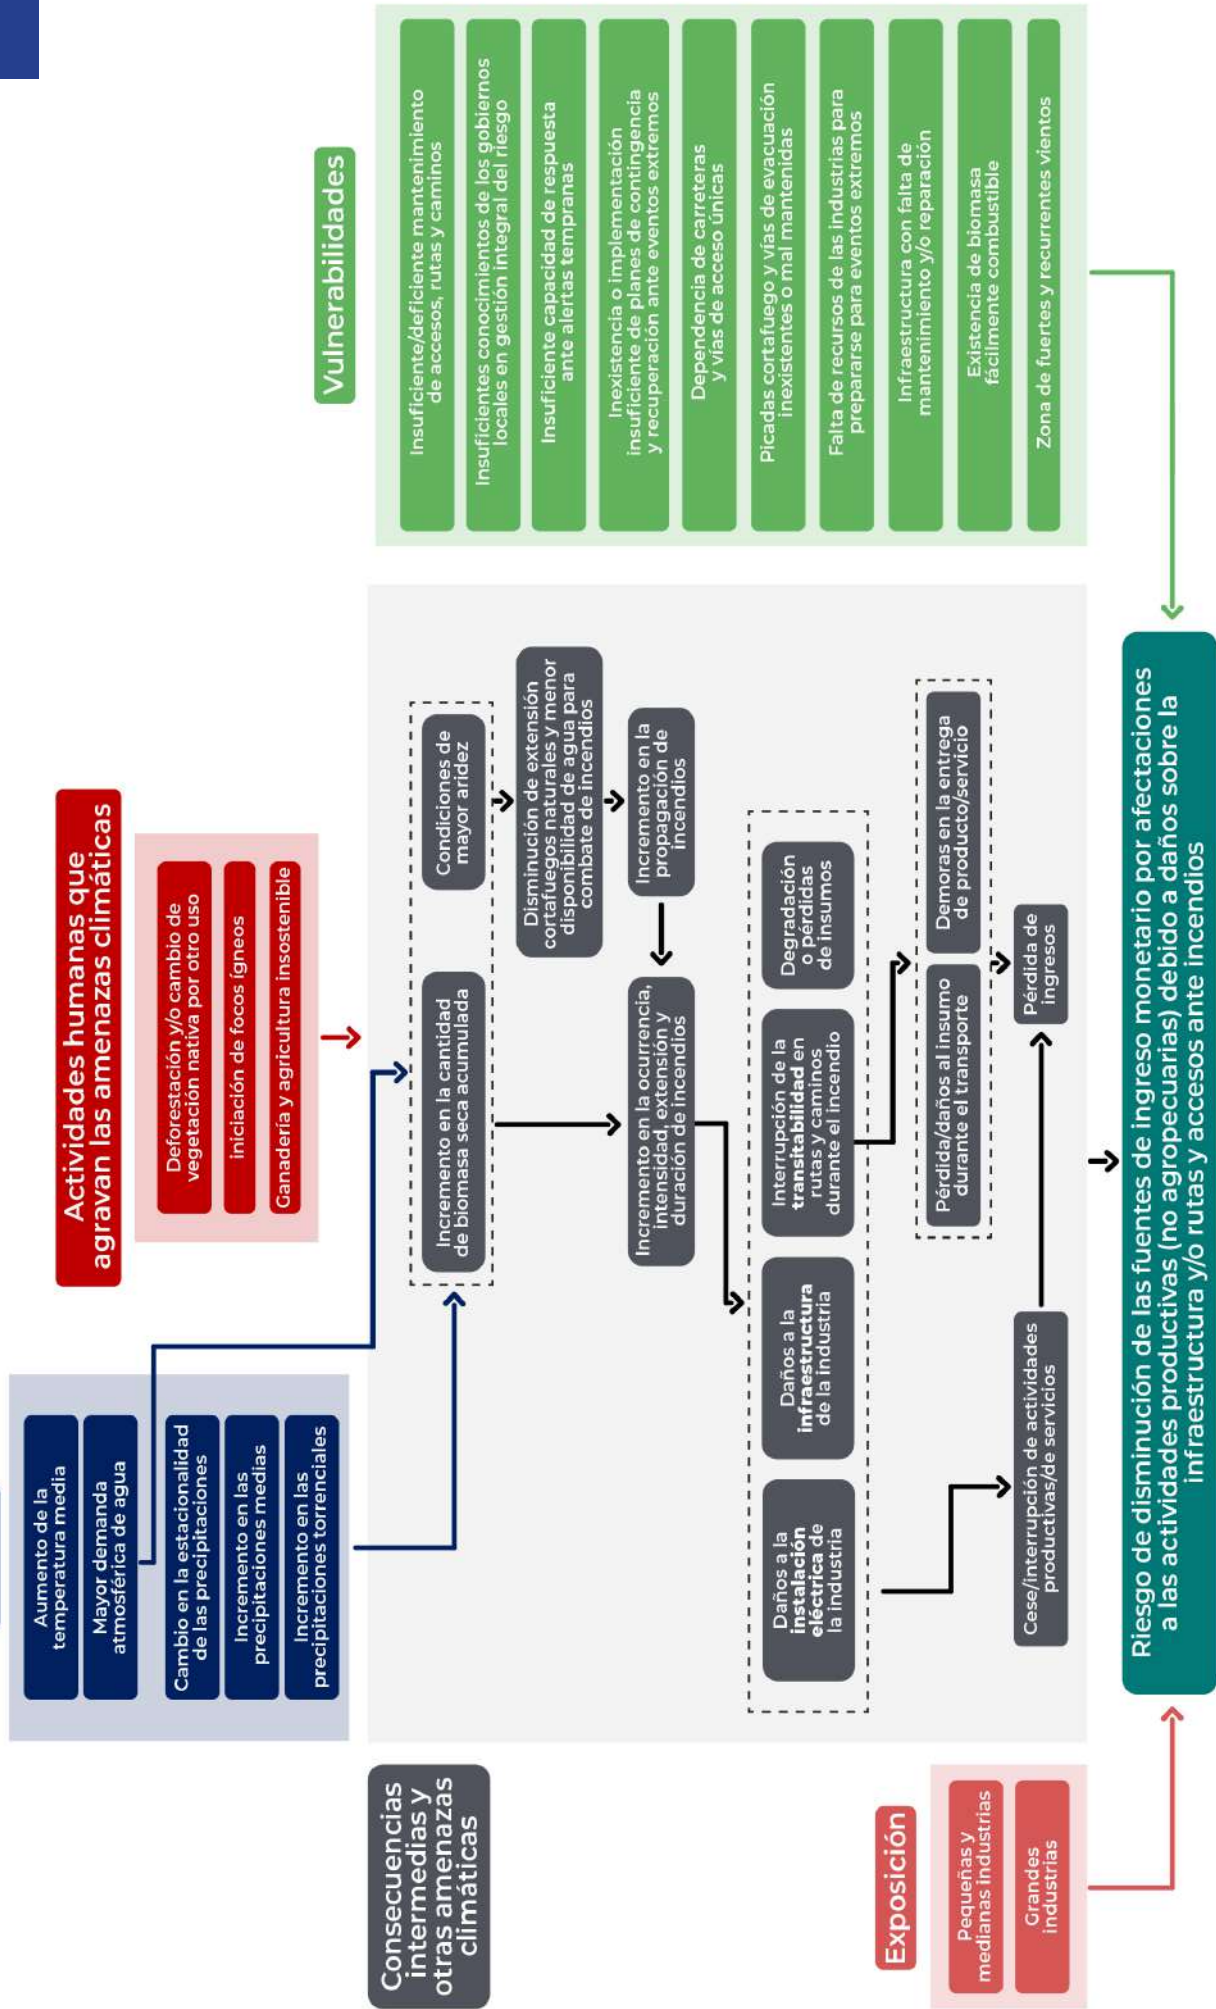 Aumento de la
temperatura media
Mayor demanda
atmosférica de agua
Cambio en la estacionalidad
de las precipitaciones
Incremento en las
precipitaciones medias
Incremento en las
precipitaciones torrenciales
Actividades humanas que
agravan las amenazas climáticas
Deforestación y/o cambio de
vegetación nativa por otro uso
iniciación de focos ígneos
Ganadería y agricultura insostenible
Vulnerabilidades
Insuficiente/deficiente mantenimiento
de accesos, rutas y caminos
Insuficientes conocimientos de los gobiernos
locales en gestión integral del riesgo
Insuficiente capacidad de respuesta
ante alertas tempranas
Inexistencia o implementación
insuficiente de planes de contingencia
y recuperación ante eventos extremos
Dependencia de carreteras
y vías de acceso únicas
Picadas cortafuego y vías de evacuación
inexistentes o mal mantenidas
Falta de recursos de las industrias para
prepararse para eventos extremos
Infraestructura con falta de
mantenimiento y/o reparación
Existencia de biomasa
fácilmente combustible
Zona de fuertes y recurrentes vientos
Consecuencias
intermedias y
otras amenazas
climáticas
Incremento en la cantidad
de biomasa seca acumulada
Condiciones de
mayor aridez
Disminución de extensión
cortafuegos naturales y menor
disponibilidad de agua para
combate de incendios
Incremento en la ocurrencia,
intensidad, extensión y
duración de incendios
Incremento en la
propagación de
incendios
Daños a la
instalación
eléctrica de
la industria
Daños a la
infraestructura
de la industria
Interrupción de la
transitabilidad en
rutas y caminos
durante el incendio
Degradación
o pérdidas
de insumos
Pérdida/daños al insumo
durante el transporte
Demoras en la entrega
de producto/servicio
Cese/interrupción de actividades
productivas/de servicios
Pérdida de
ingresos
Exposición
Pequeñas y
medianas industrias
Grandes
industrias
Riesgo de disminución de las fuentes de ingreso monetario por afectaciones
a las actividades productivas (no agropecuarias) debido a daños sobre la
infraestructura y/o rutas y accesos ante incendios